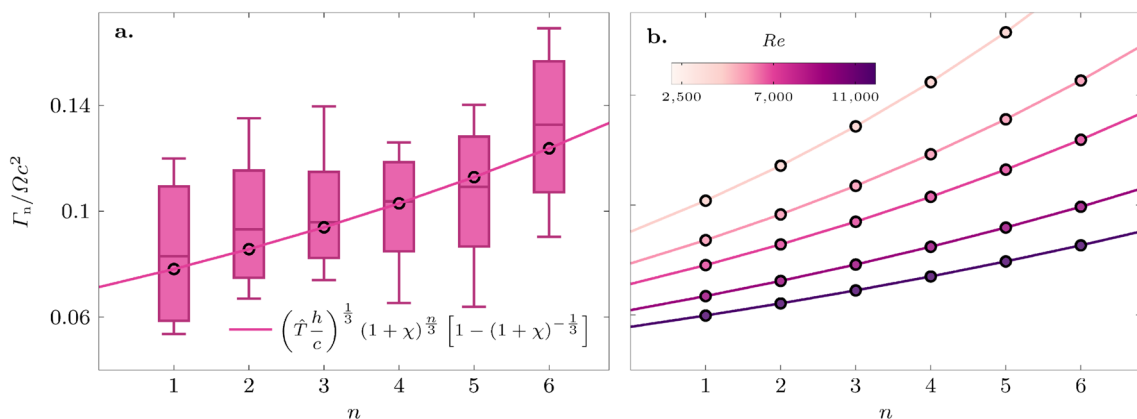 a.
Γₙ/Ωc²
0.14
0.1
0.06
(T̂ h/c)^{1/3} (1+χ)^{n/3} [1−(1+χ)^{−1/3}]
1 2 3 4 5 6
n
b.
Re
2,500 7,000 11,000
1 2 3 4 5 6
n